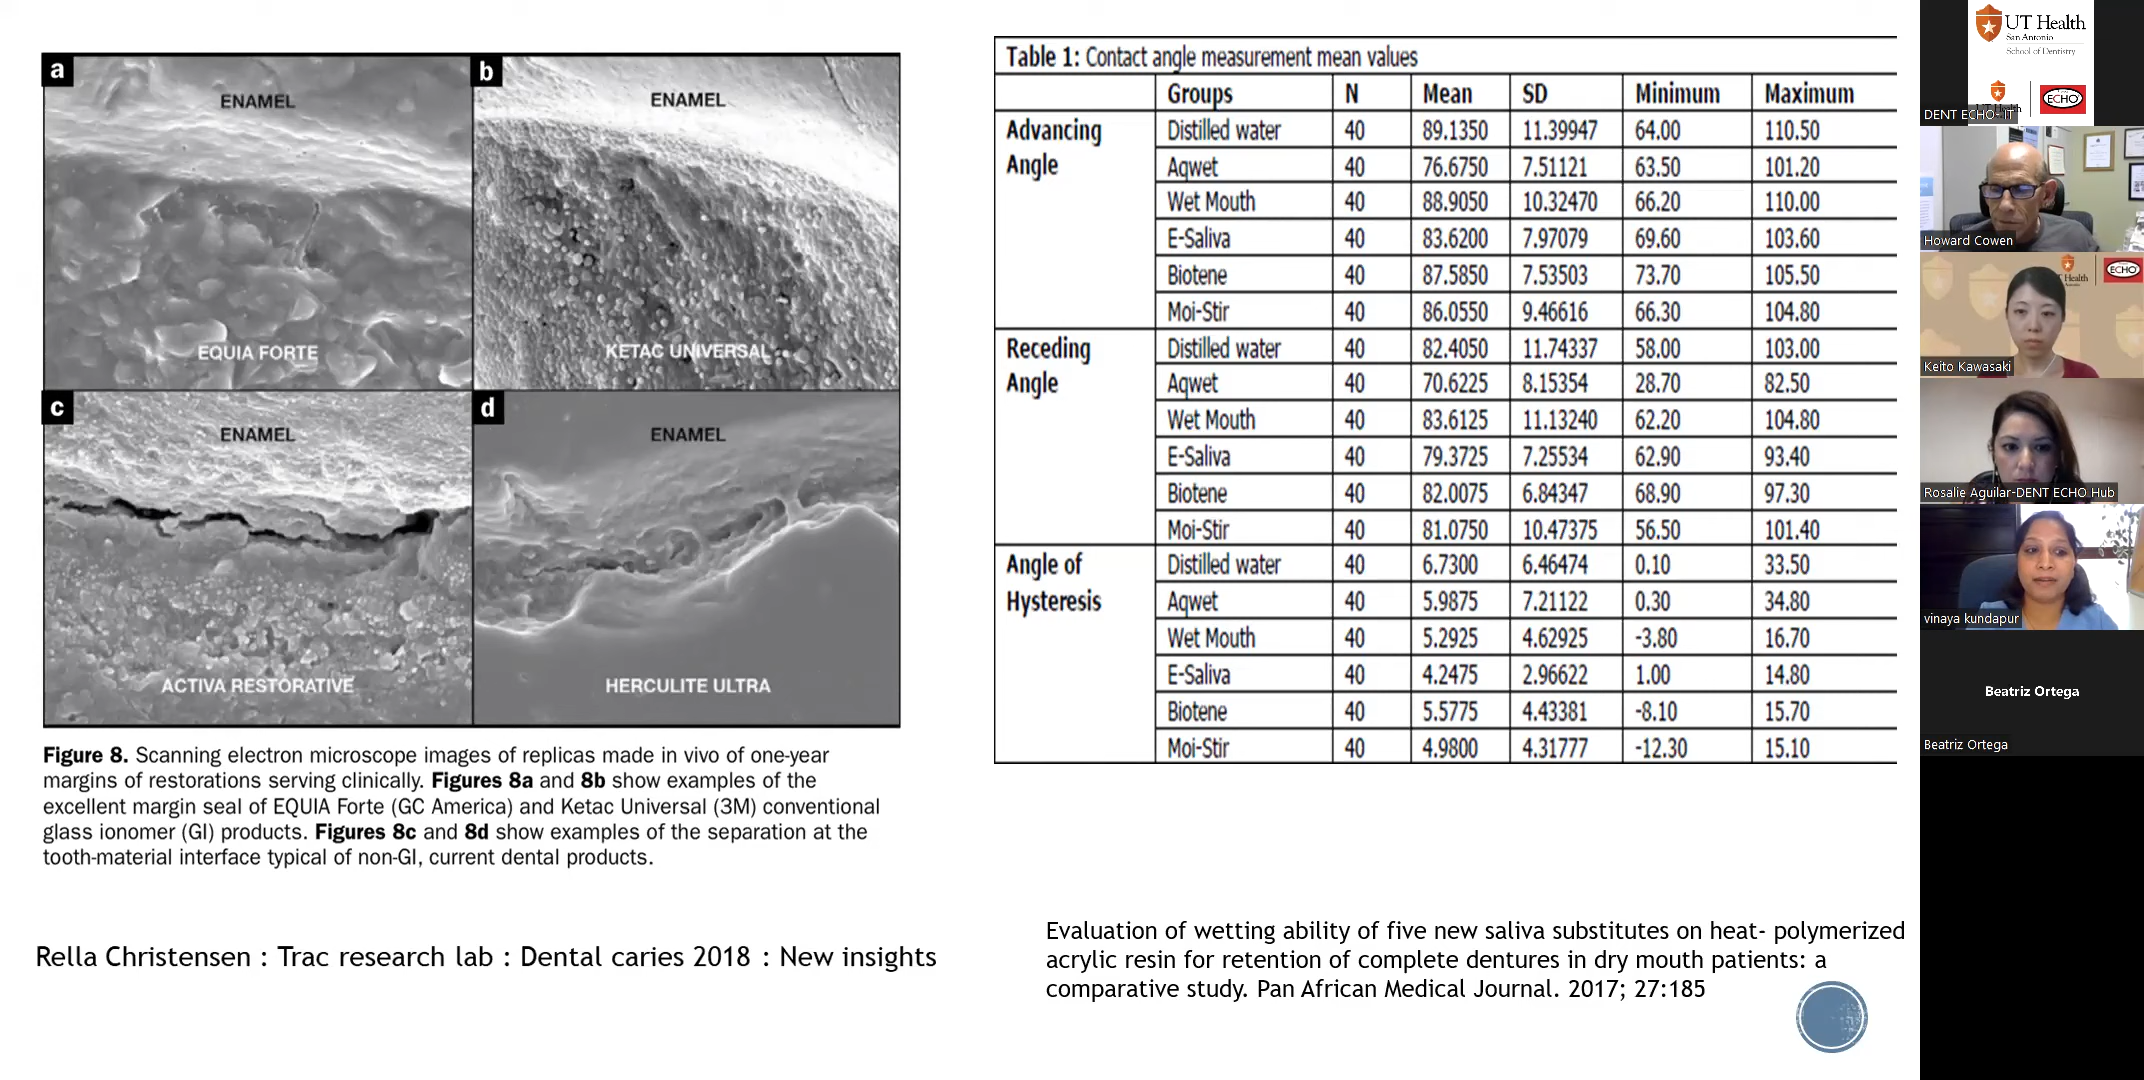 a
ENAMEL
EQUIA FORTE
b
ENAMEL
KETAC UNIVERSAL
c
ENAMEL
ACTIVA RESTORATIVE
d
ENAMEL
HERCULITE ULTRA
Figure 8. Scanning electron microscope images of replicas made in vivo of one-year
margins of restorations serving clinically. Figures 8a and 8b show examples of the
excellent margin seal of EQUIA Forte (GC America) and Ketac Universal (3M) conventional
glass ionomer (GI) products. Figures 8c and 8d show examples of the separation at the
tooth-material interface typical of non-GI, current dental products.
Rella Christensen : Trac research lab : Dental caries 2018 : New insights
Table 1: Contact angle measurement mean values
Groups N Mean SD Minimum Maximum
Advancing Angle Distilled water 40 89.1350 11.39947 64.00 110.50
Aqwet 40 76.6750 7.51121 63.50 101.20
Wet Mouth 40 88.9050 10.32470 66.20 110.00
E-Saliva 40 83.6200 7.97079 69.60 103.60
Biotene 40 87.5850 7.53503 73.70 105.50
Moi-Stir 40 86.0550 9.46616 66.30 104.80
Receding Angle Distilled water 40 82.4050 11.74337 58.00 103.00
Aqwet 40 70.6225 8.15354 28.70 82.50
Wet Mouth 40 83.6125 11.13240 62.20 104.80
E-Saliva 40 79.3725 7.25534 62.90 93.40
Biotene 40 82.0075 6.84347 68.90 97.30
Moi-Stir 40 81.0750 10.47375 56.50 101.40
Angle of Hysteresis Distilled water 40 6.7300 6.46474 0.10 33.50
Aqwet 40 5.9875 7.21122 0.30 34.80
Wet Mouth 40 5.2925 4.62925 -3.80 16.70
E-Saliva 40 4.2475 2.96622 1.00 14.80
Biotene 40 5.5775 4.43381 -8.10 15.70
Moi-Stir 40 4.9800 4.31777 -12.30 15.10
Evaluation of wetting ability of five new saliva substitutes on heat- polymerized
acrylic resin for retention of complete dentures in dry mouth patients: a
comparative study. Pan African Medical Journal. 2017; 27:185
UT Health
San Antonio
School of Dentistry
ECHO
DENT ECHO- IT
Howard Cowen
Health
ECHO
Keito Kawasaki
Rosalie Aguilar-DENT ECHO Hub
vinaya kundapur
Beatriz Ortega
Beatriz Ortega